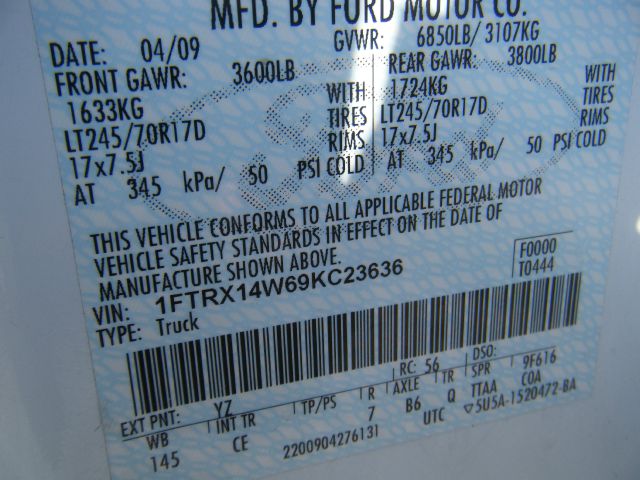 MFD. BY FORD MOTOR CO.
DATE: 04/09 GVWR: 6850LB/ 3107KG
FRONT GAWR: 3600LB REAR GAWR: 3800LB
1633KG WITH 1724KG WITH
LT245/70R17D TIRES LT245/70R17D TIRES
17x7.5J RIMS 17x7.5J RIMS
AT 345 kPa/ 50 PSI COLD AT 345 kPa/ 50 PSI COLD
THIS VEHICLE CONFORMS TO ALL APPLICABLE FEDERAL MOTOR
VEHICLE SAFETY STANDARDS IN EFFECT ON THE DATE OF
MANUFACTURE SHOWN ABOVE.
VIN: 1FTRX14W69KC23636 F0000
TYPE: Truck T0444
EXT PNT: YZ RC: 56 DSO:
WB INT TR TP/PS R AXLE TR SPR 9F616
145 CE 7 B6 Q TTAA COA
2200904276131 UTC ▽5U5A-1520472-BA